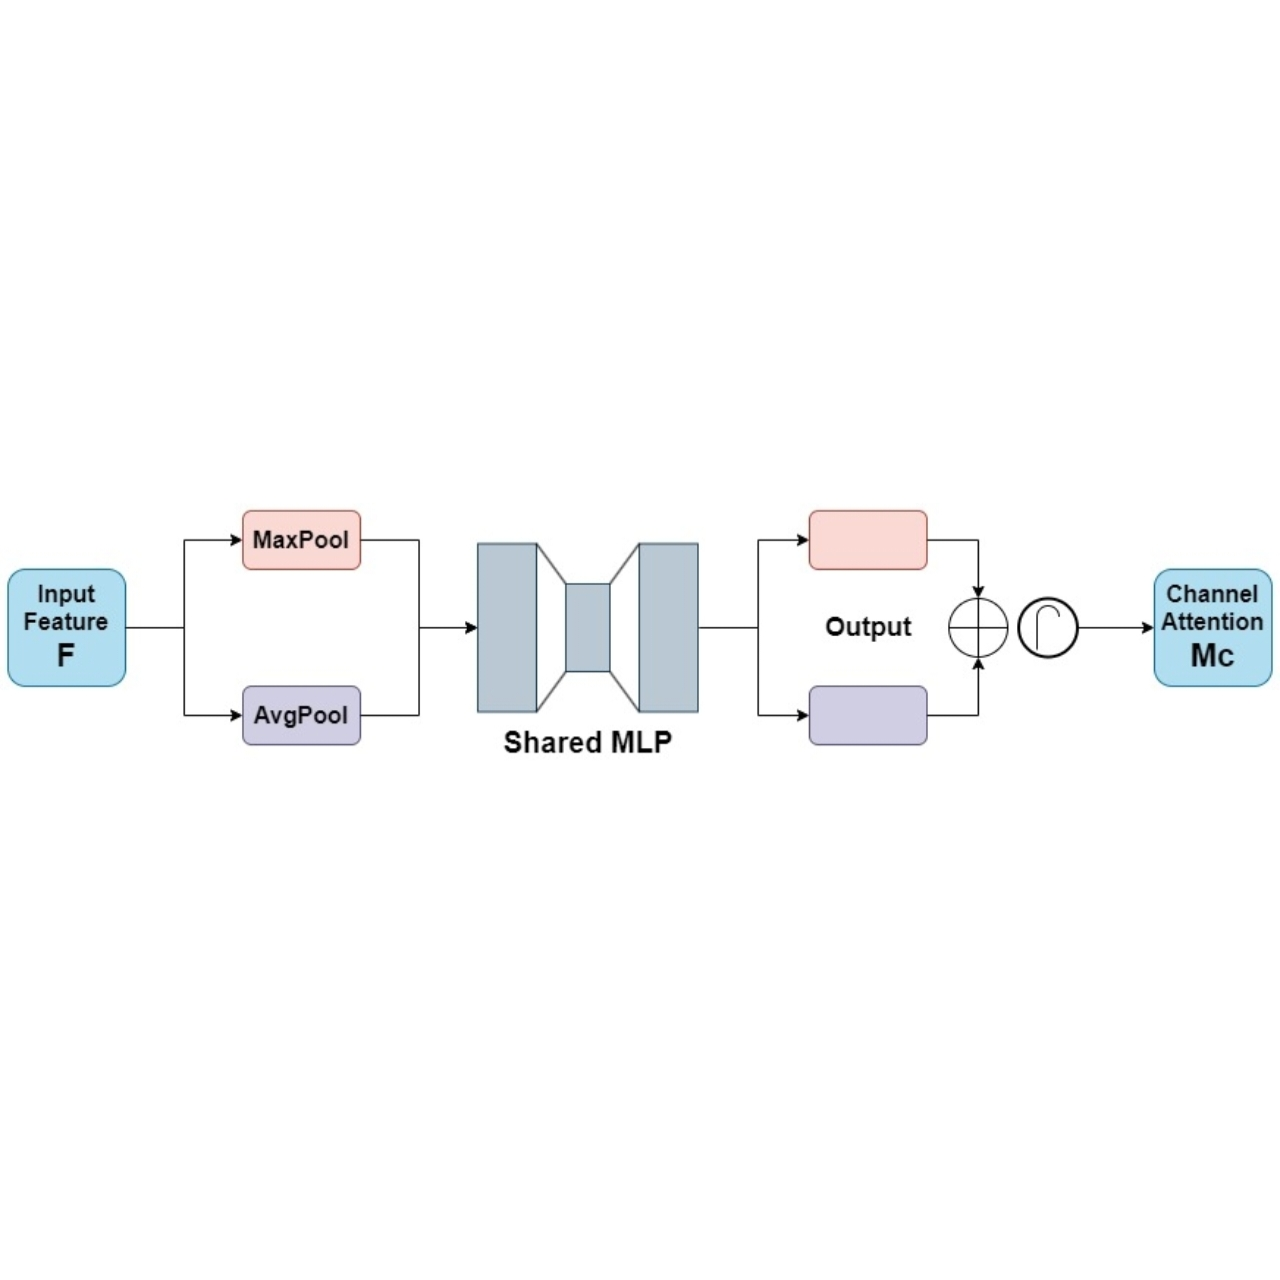 Input
Feature
F
MaxPool
AvgPool
Shared MLP
Output
Channel
Attention
Mc